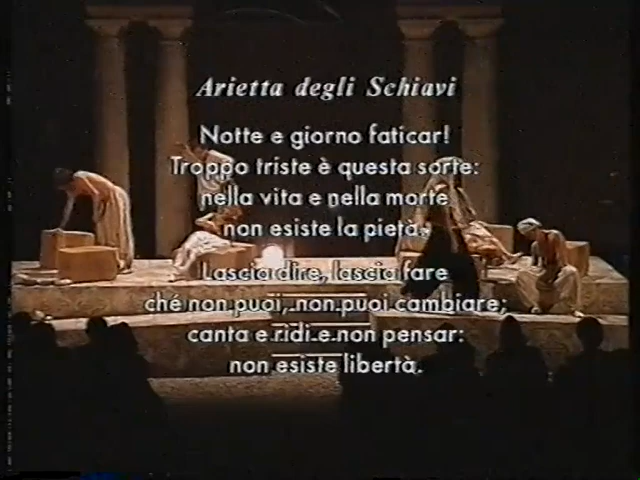 Arietta degli Schiavi
Notte e giorno faticar!
Troppo triste è questa sorte:
nella vita e nella morte
non esiste la pietà.
Lascia dire, lascia fare
ché non puoi, non puoi cambiare;
canta e ridi e non pensar:
non esiste libertà.